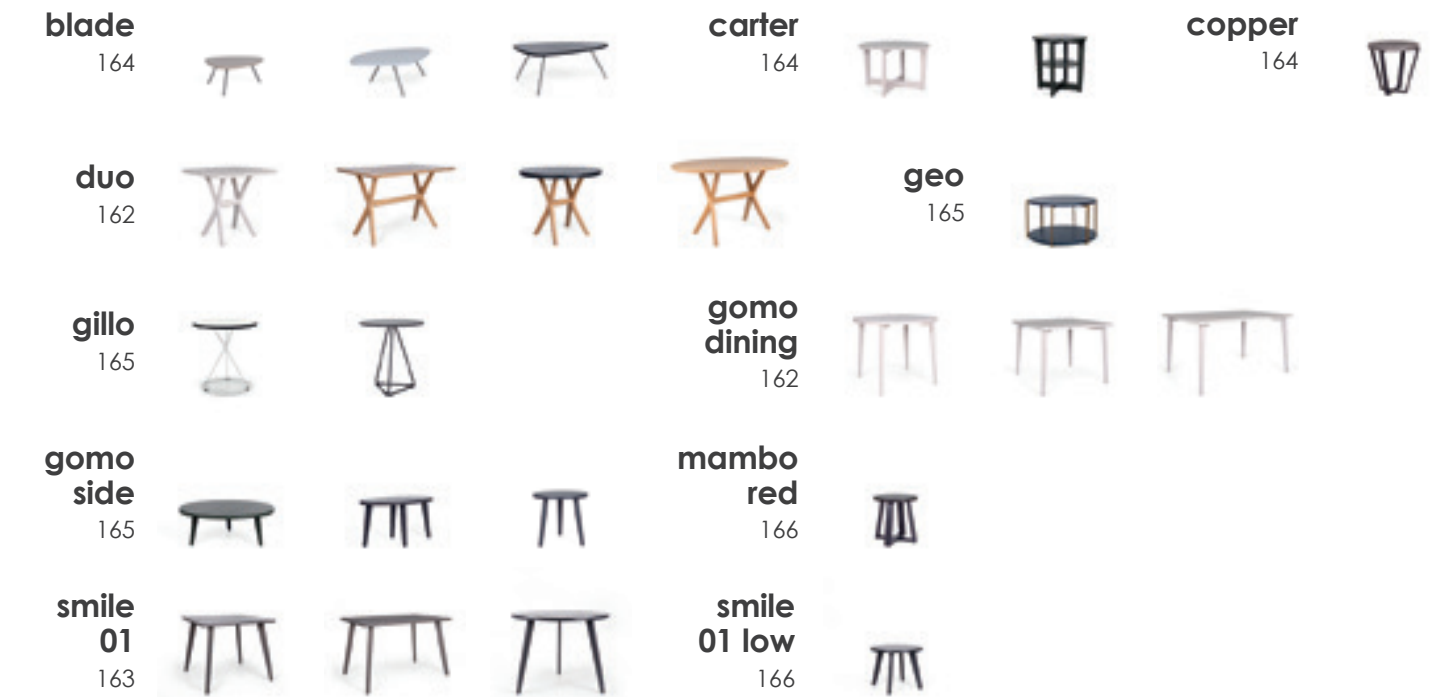 blade
164
carter
164
copper
164
duo
162
geo
165
gillo
165
gomo
dining
162
gomo
side
165
mambo
red
166
smile
01
163
smile
01 low
166